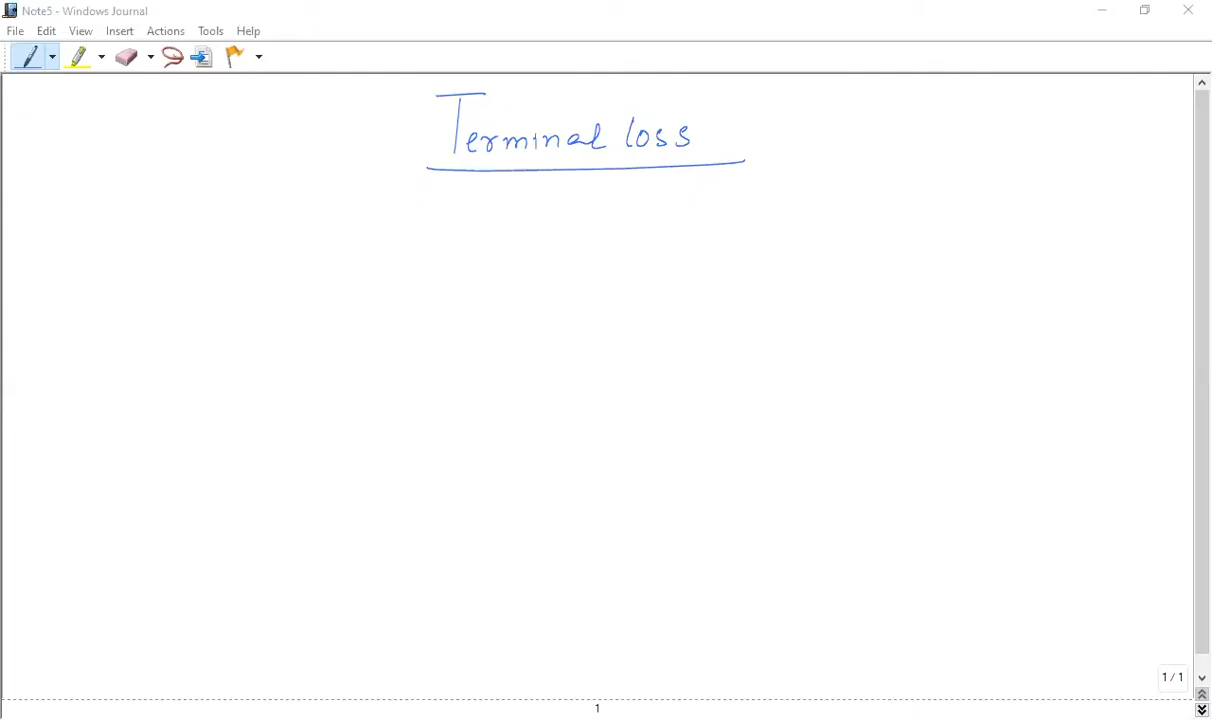 Note5 - Windows Journal
File Edit View Insert Actions Tools Help
Terminal loss
1 / 1
1